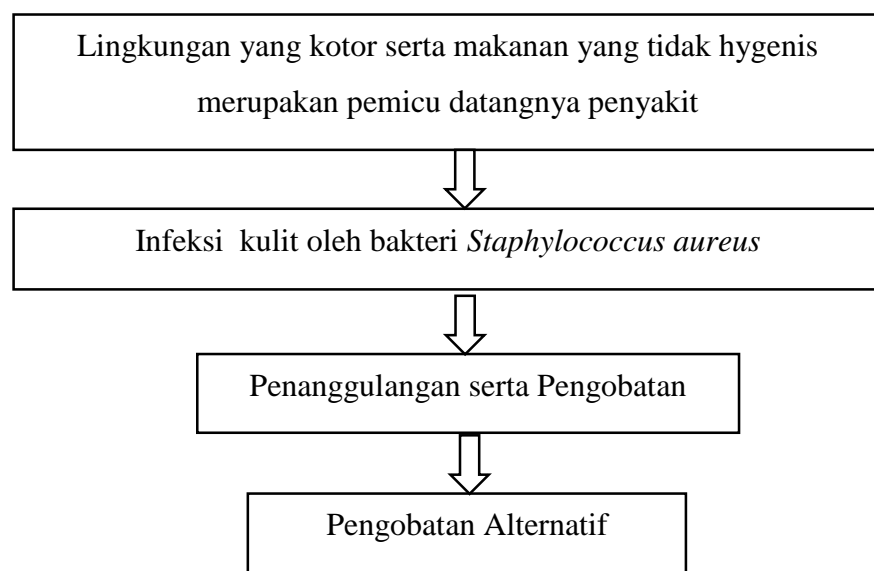 Lingkungan yang kotor serta makanan yang tidak hygenis
merupakan pemicu datangnya penyakit
Infeksi kulit oleh bakteri Staphylococcus aureus
Penanggulangan serta Pengobatan
Pengobatan Alternatif